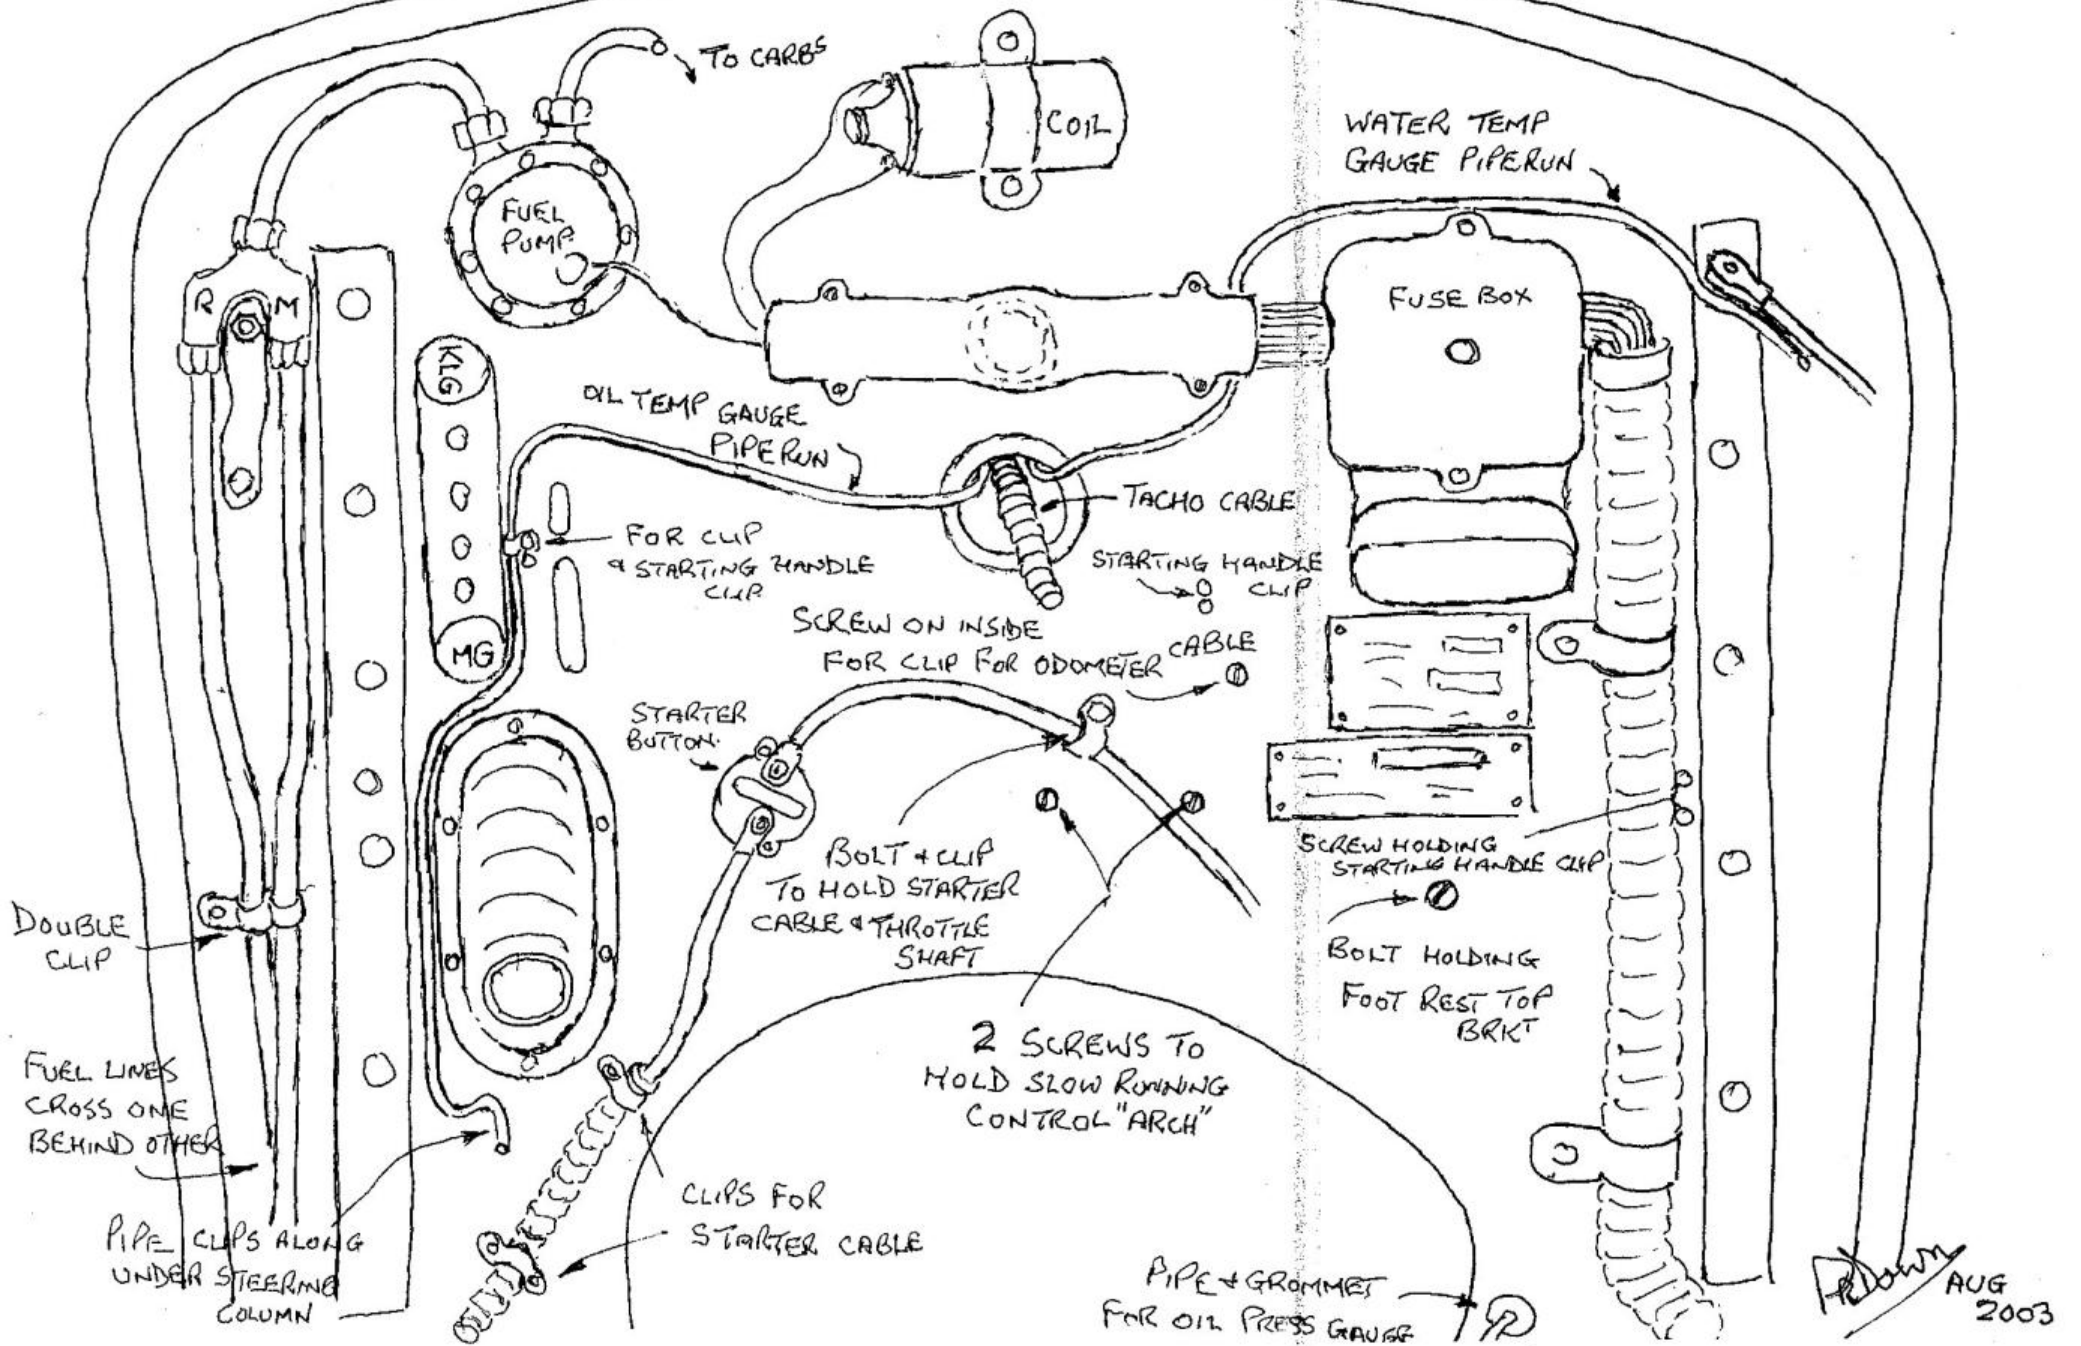 TO CARBS
COIL
WATER TEMP
GAUGE PIPERUN
FUEL
PUMP
R M
FUSE BOX
KLG
OIL TEMP GAUGE
PIPERUN
TACHO CABLE
FOR CLIP
& STARTING HANDLE
CLIP
STARTING HANDLE
CLIP
SCREW ON INSIDE
FOR CLIP FOR ODOMETER CABLE
MG
STARTER
BUTTON
BOLT & CLIP
TO HOLD STARTER
CABLE & THROTTLE
SHAFT
SCREW HOLDING
STARTING HANDLE CLIP
DOUBLE
CLIP
BOLT HOLDING
FOOT REST TOP
BRKT
2 SCREWS TO
HOLD SLOW RUNNING
CONTROL "ARCH"
FUEL LINES
CROSS ONE
BEHIND OTHER
CLIPS FOR
STARTER CABLE
PIPE CLIPS ALONG
UNDER STEERING
COLUMN
PIPE & GROMMET
FOR OIL PRESS GAUGE
AUG
2003